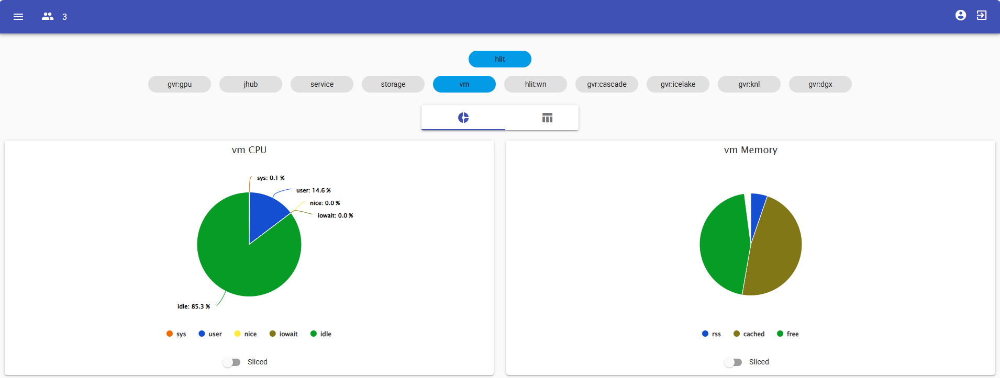 3
hlit
gvr:gpu jhub service storage vm hlit:wn gvr:cascade gvr:icelake gvr:knl gvr:dgx
vm CPU
sys: 0.1 %
user: 14.6 %
nice: 0.0 %
iowait: 0.0 %
idle: 85.3 %
sys user nice iowait idle
Sliced
vm Memory
rss cached free
Sliced